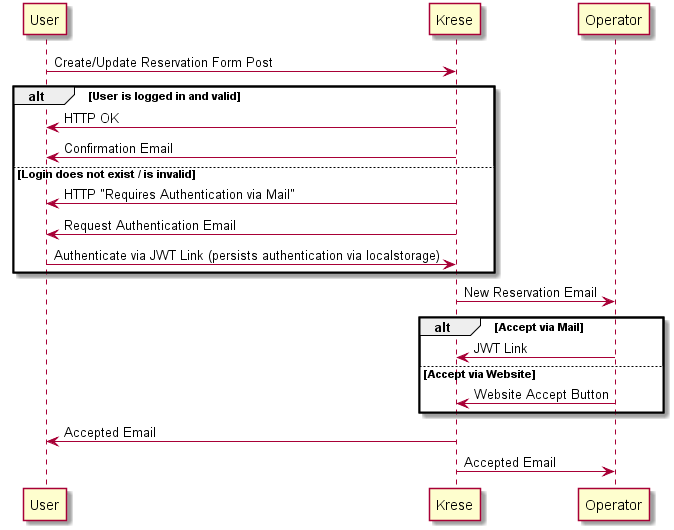 User Krese Operator
Create/Update Reservation Form Post
alt [User is logged in and valid]
HTTP OK
Confirmation Email
[Login does not exist / is invalid]
HTTP "Requires Authentication via Mail"
Request Authentication Email
Authenticate via JWT Link (persists authentication via localstorage)
New Reservation Email
alt [Accept via Mail]
JWT Link
[Accept via Website]
Website Accept Button
Accepted Email
Accepted Email
User Krese Operator